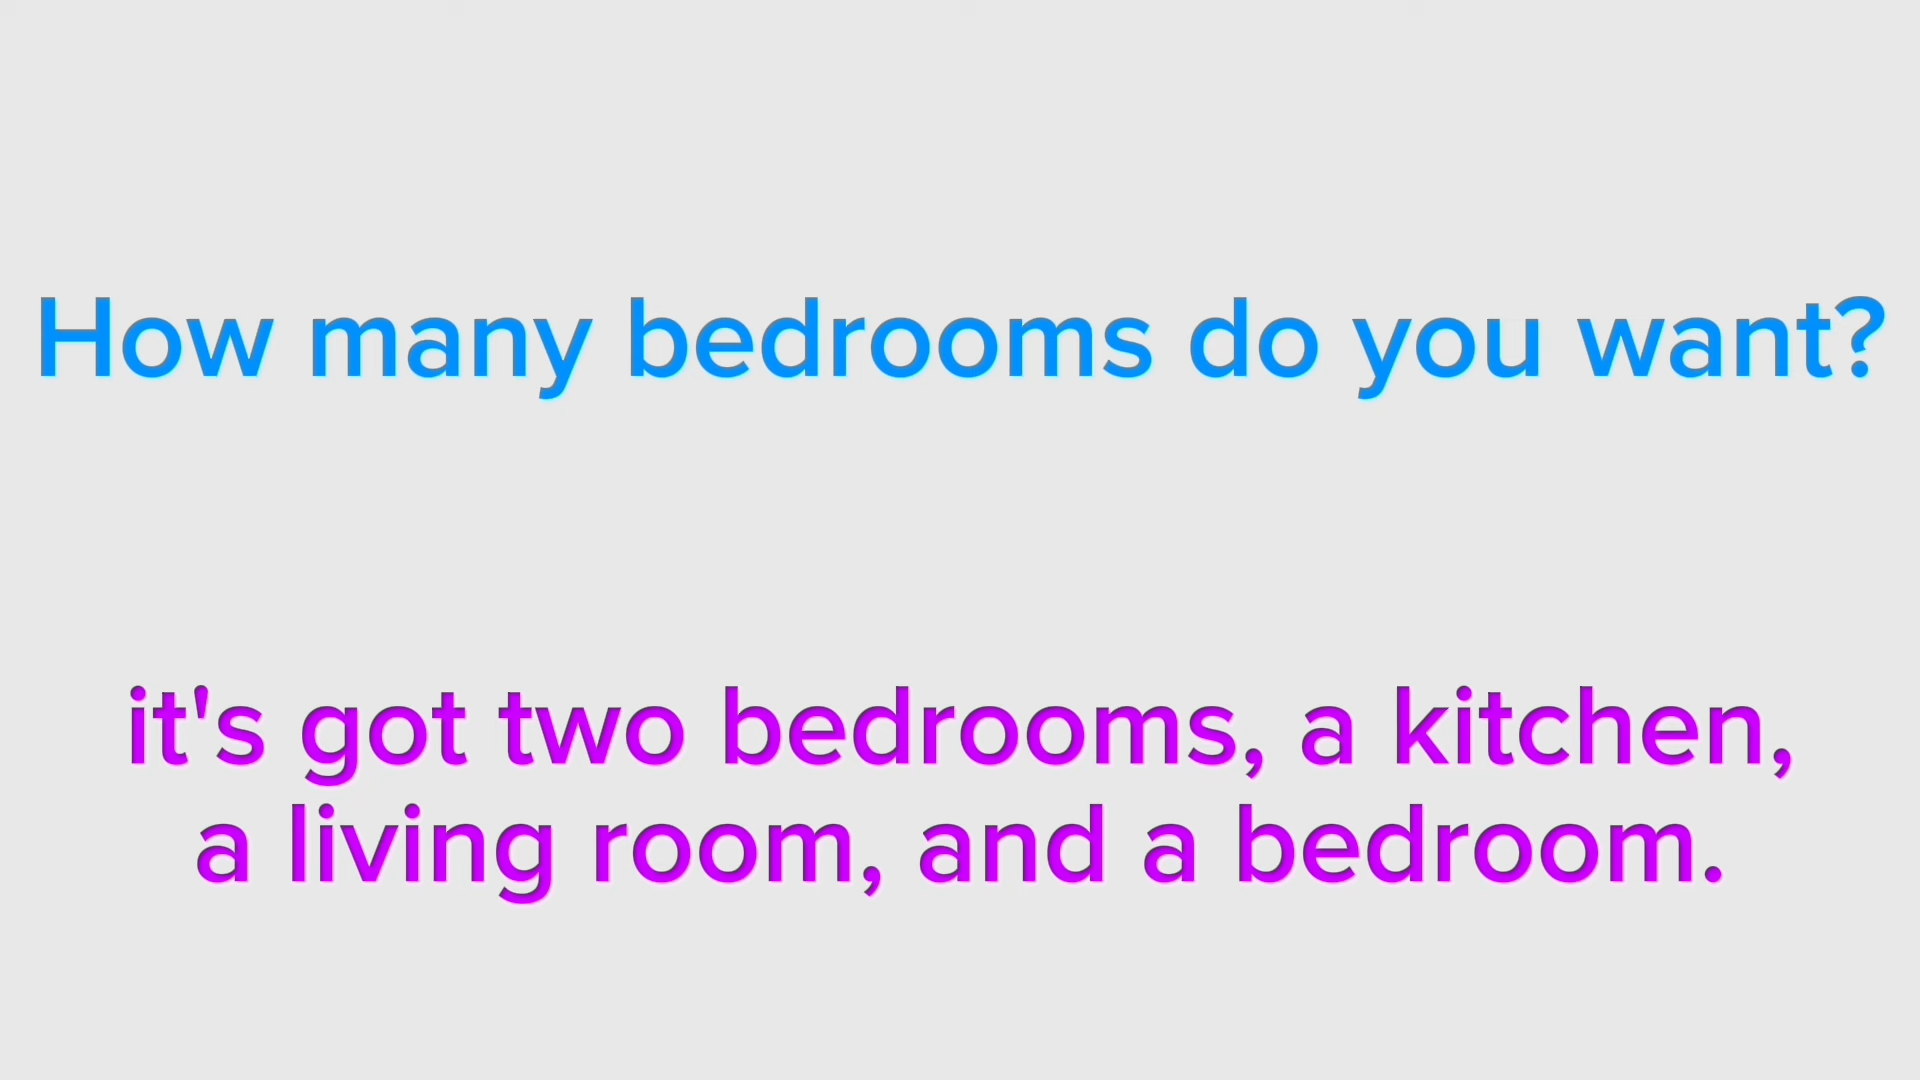 How many bedrooms do you want?
it's got two bedrooms, a kitchen,
a living room, and a bedroom.